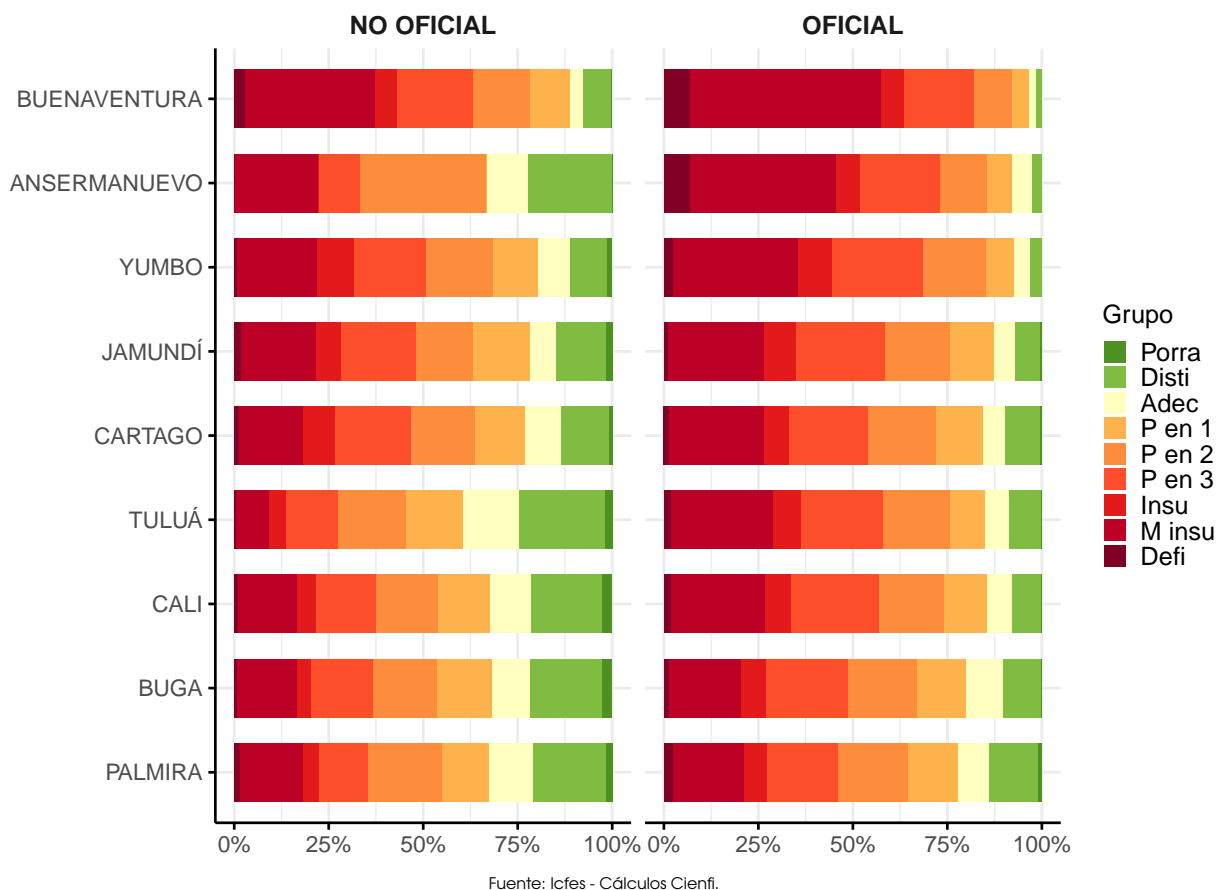 NO OFICIAL
OFICIAL
BUENAVENTURA
ANSERMANUEVO
YUMBO
JAMUNDÍ
CARTAGO
TULUÁ
CALI
BUGA
PALMIRA
0% 25% 50% 75% 100%
0% 25% 50% 75% 100%
Grupo
Porra
Disti
Adec
P en 1
P en 2
P en 3
Insu
M insu
Defi
Fuente: Icfes - Cálculos Cienfi.